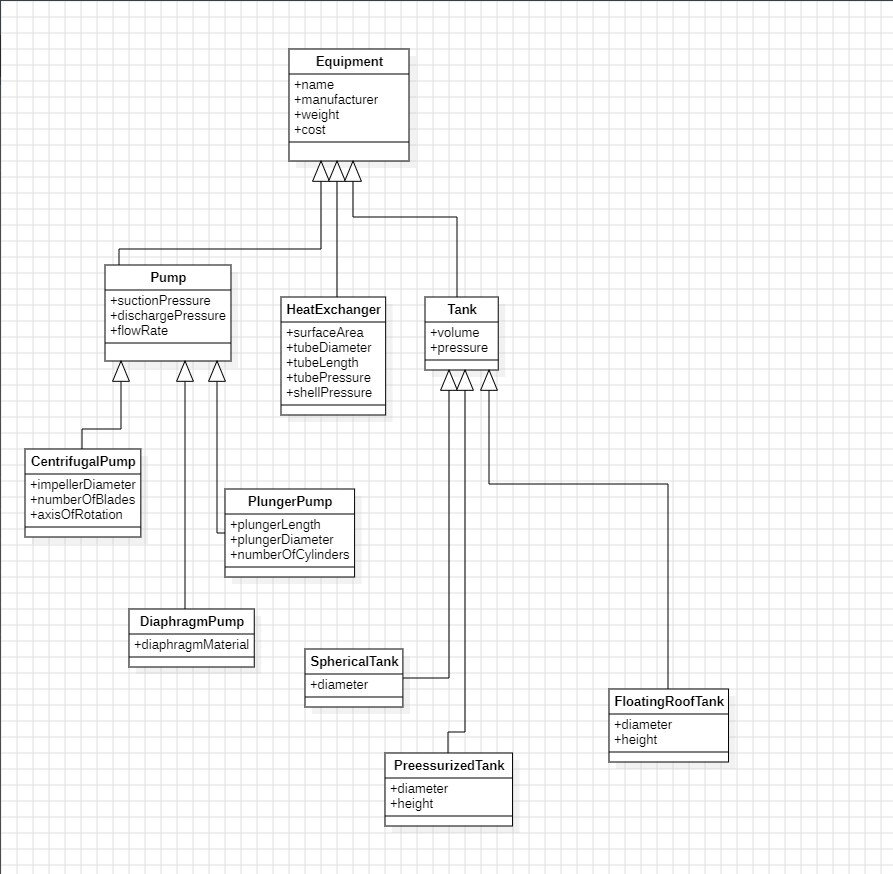 Equipment
+name
+manufacturer
+weight
+cost
Pump
+suctionPressure
+dischargePressure
+flowRate
HeatExchanger
+surfaceArea
+tubeDiameter
+tubeLength
+tubePressure
+shellPressure
Tank
+volume
+pressure
CentrifugalPump
+impellerDiameter
+numberOfBlades
+axisOfRotation
PlungerPump
+plungerLength
+plungerDiameter
+numberOfCylinders
DiaphragmPump
+diaphragmMaterial
SphericalTank
+diameter
FloatingRoofTank
+diameter
+height
PreessurizedTank
+diameter
+height